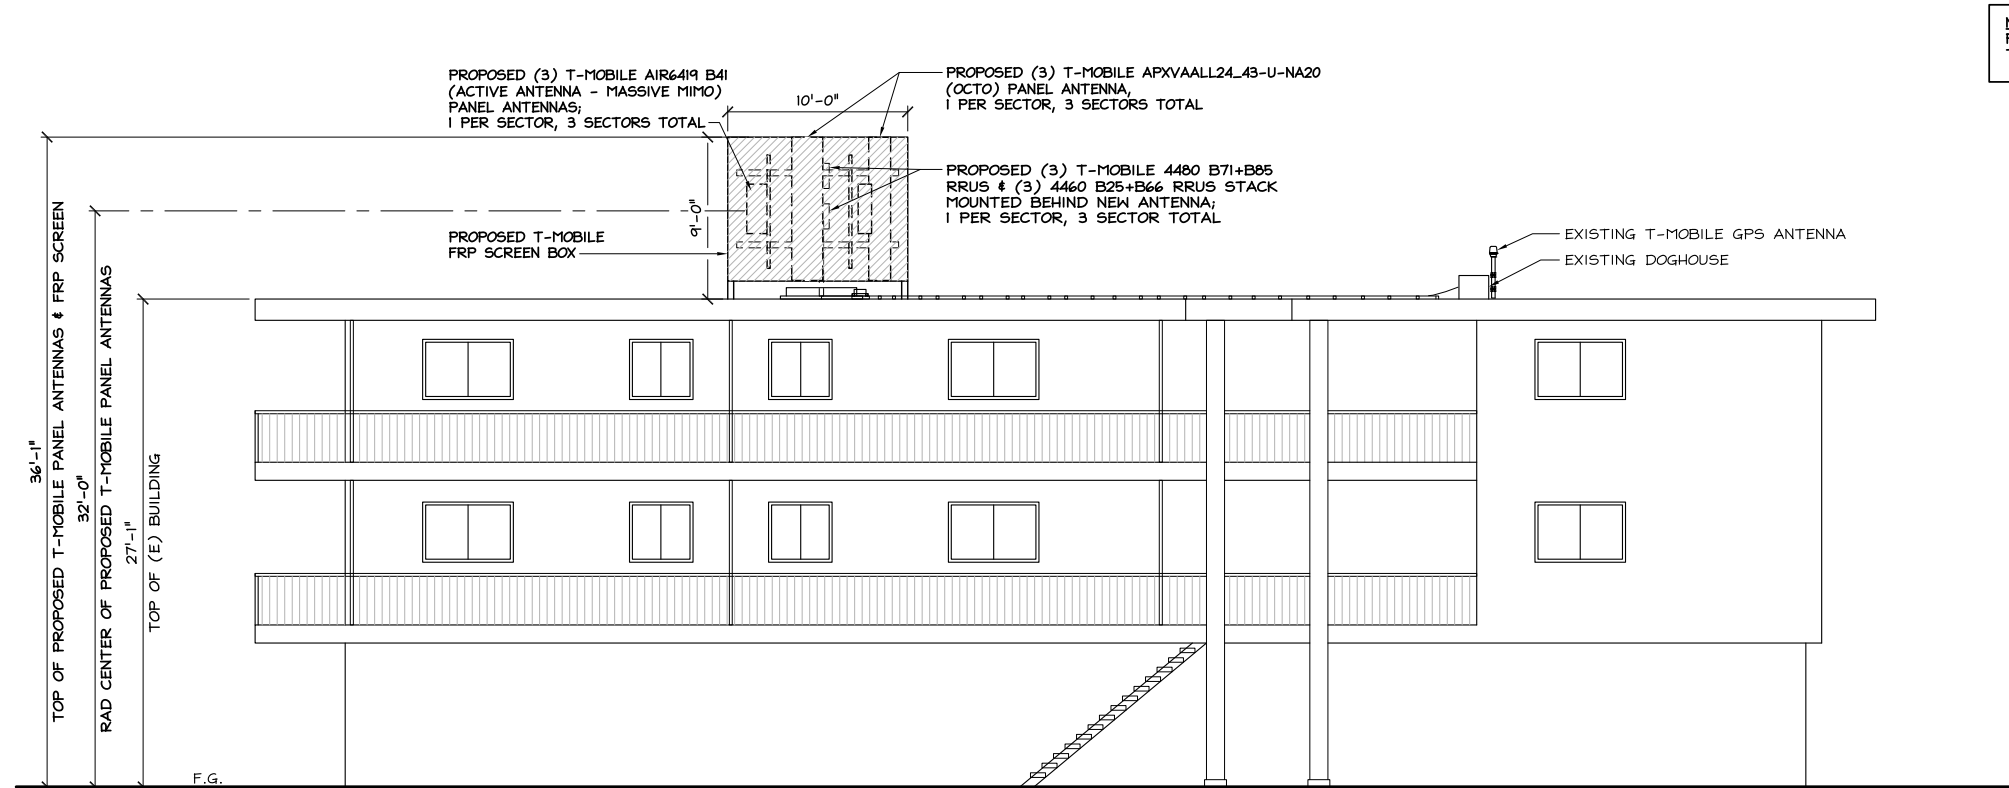 PROPOSED (3) T-MOBILE AIR6419 B41
(ACTIVE ANTENNA - MASSIVE MIMO)
PANEL ANTENNAS;
1 PER SECTOR, 3 SECTORS TOTAL
10'-0"
PROPOSED (3) T-MOBILE APXVAALL24_43-U-NA20
(OCTO) PANEL ANTENNA,
1 PER SECTOR, 3 SECTORS TOTAL
PROPOSED (3) T-MOBILE 4480 B71+B85
RRUS & (3) 4460 B25+B66 RRUS STACK
MOUNTED BEHIND NEW ANTENNA;
1 PER SECTOR, 3 SECTOR TOTAL
9'-0"
PROPOSED T-MOBILE
FRP SCREEN BOX
EXISTING T-MOBILE GPS ANTENNA
EXISTING DOGHOUSE
36'-1"
TOP OF PROPOSED T-MOBILE PANEL ANTENNAS & FRP SCREEN
32'-0"
RAD CENTER OF PROPOSED T-MOBILE PANEL ANTENNAS
27'-1"
TOP OF (E) BUILDING
F.G.